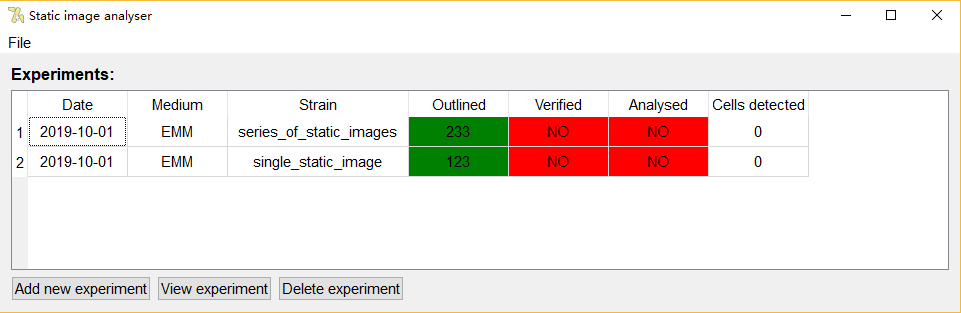 Static image analyser
File
Experiments:
Date Medium Strain Outlined Verified Analysed Cells detected
1 2019-10-01 EMM series_of_static_images 233 NO NO 0
2 2019-10-01 EMM single_static_image 123 NO NO 0
Add new experiment View experiment Delete experiment